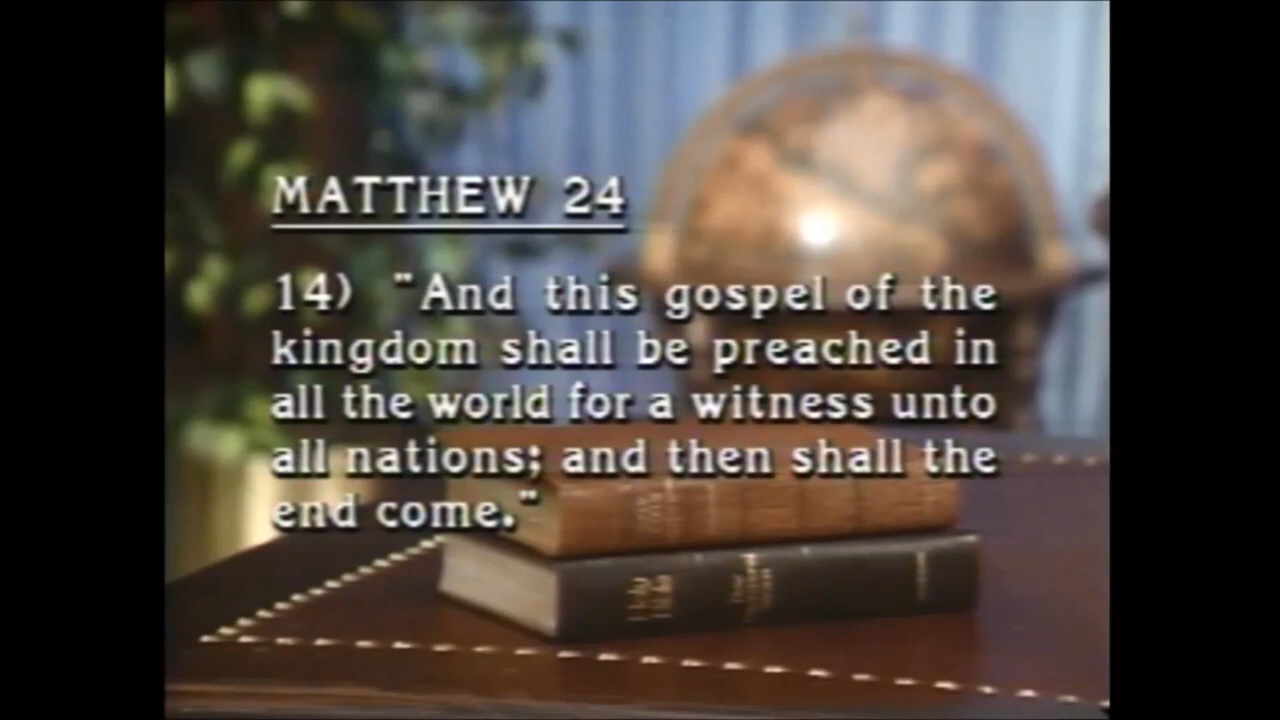 MATTHEW 24
14) "And this gospel of the
kingdom shall be preached in
all the world for a witness unto
all nations; and then shall the
end come."